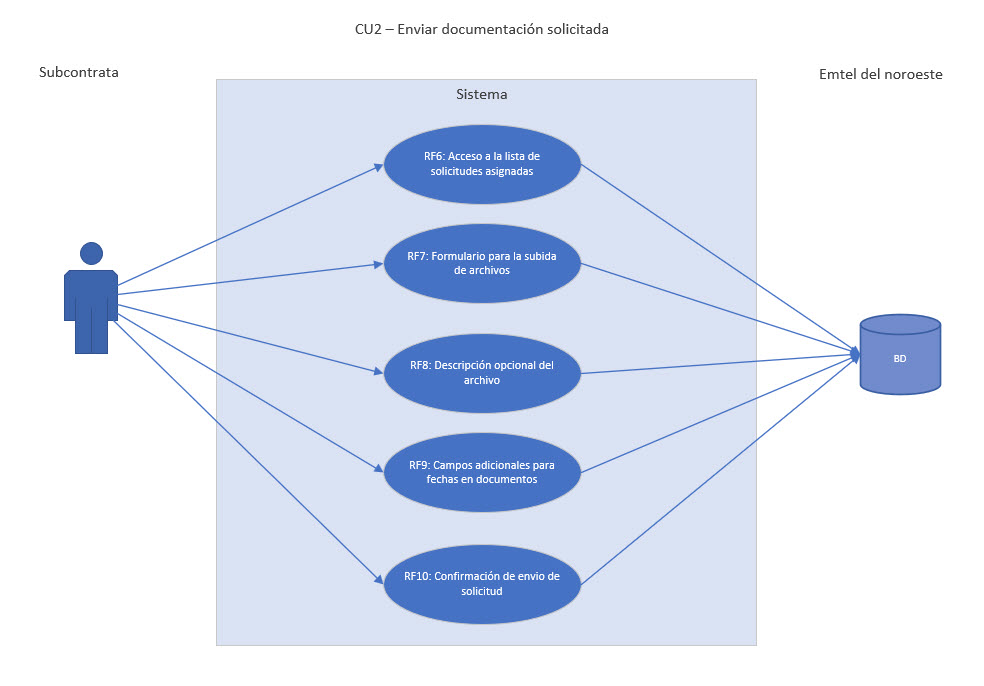 CU2 – Enviar documentación solicitada
Subcontrata
Emtel del noroeste
Sistema
RF6: Acceso a la lista de
solicitudes asignadas
RF7: Formulario para la subida
de archivos
RF8: Descripción opcional del
archivo
BD
RF9: Campos adicionales para
fechas en documentos
RF10: Confirmación de envio de
solicitud